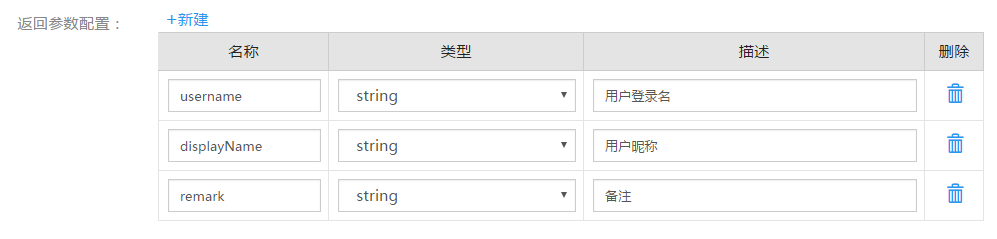 返回参数配置：
+新建
名称 类型 描述 删除
username string 用户登录名
displayName string 用户昵称
remark string 备注